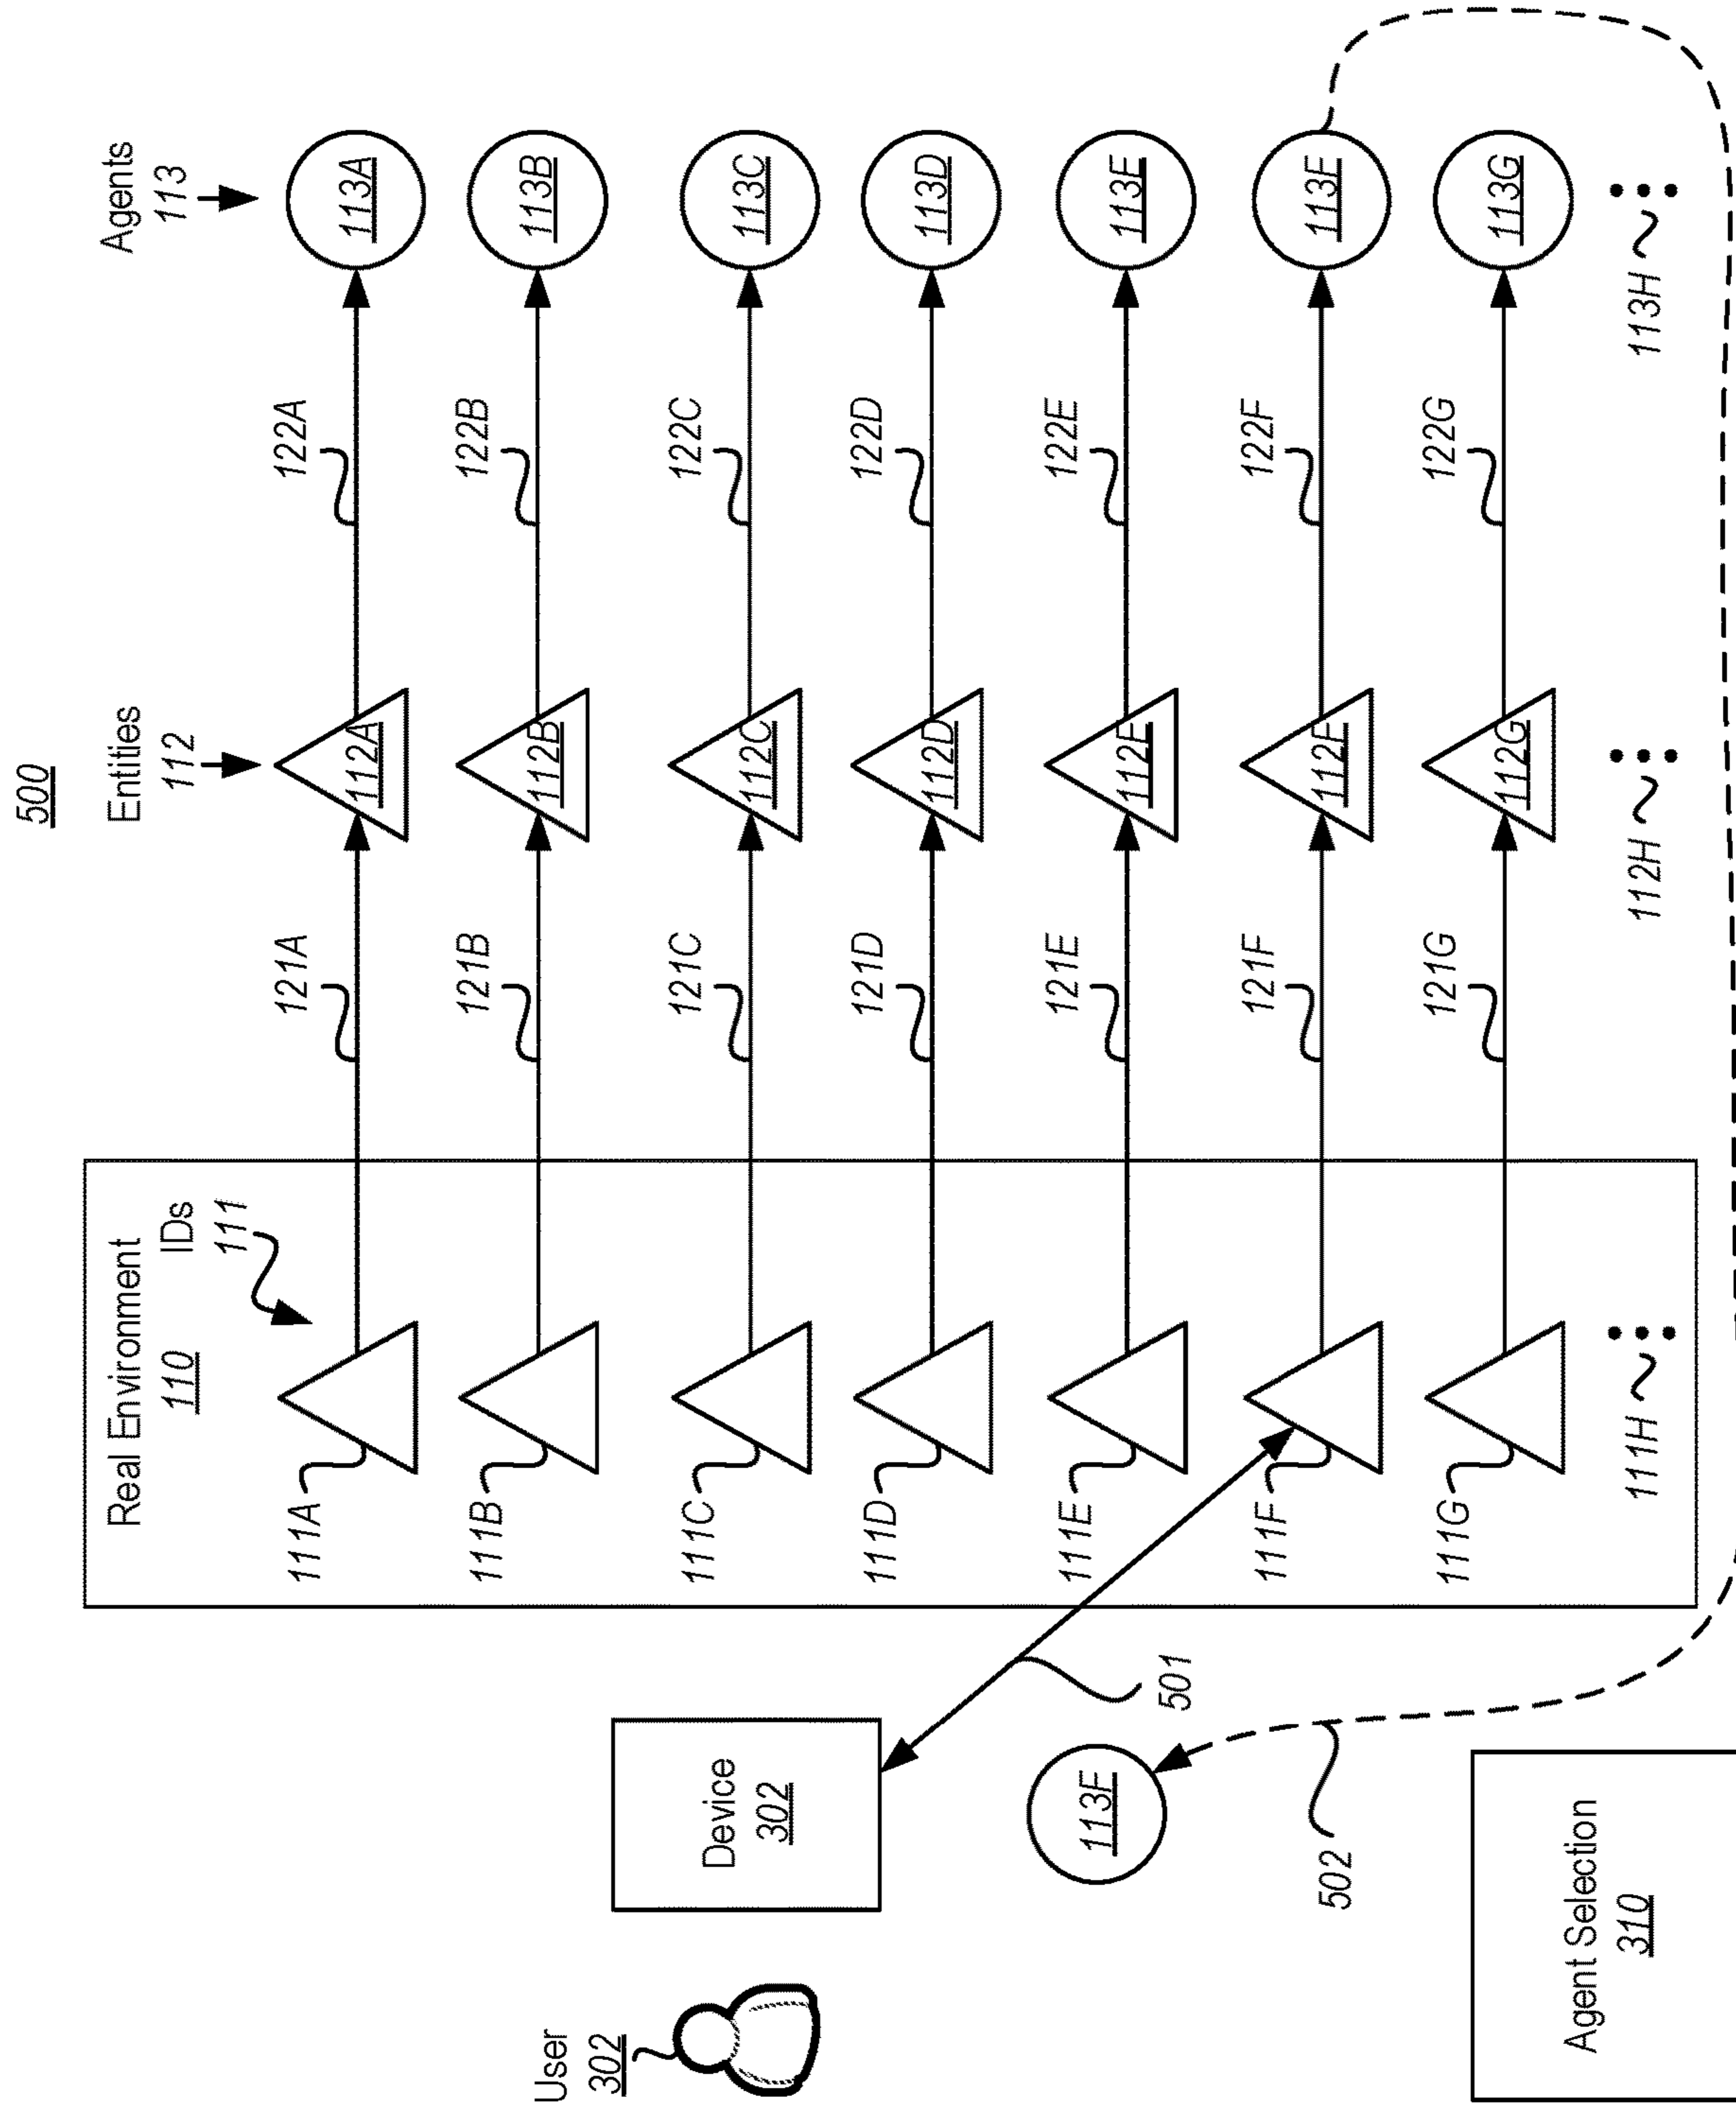 500
Real Environment
110
IDs
111
Entities
112
Agents
113
111A
121A
112A
122A
113A
111B
121B
112B
122B
113B
111C
121C
112C
122C
113C
111D
121D
112D
122D
113D
111E
121E
112E
122E
113E
111F
121F
112F
122F
113F
111G
121G
112G
122G
113G
111H
112H
113H
User
302
Device
302
501
113F
502
Agent Selection
310